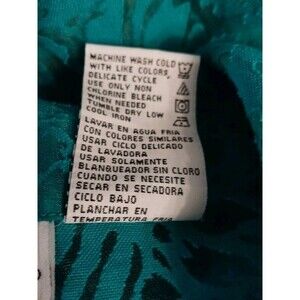 MACHINE WASH COLD
WITH LIKE COLORS,
DELICATE CYCLE
USE ONLY NON
CHLORINE BLEACH
WHEN NEEDED
TUMBLE DRY LOW
COOL IRON
LAVAR EN AGUA FRIA
CON COLORES SIMILARES
USAR CICLO DELICADO
DE LAVADORA
USAR SOLAMENTE
BLANQUEADOR SIN CLORO
CUANDO SE NECESITE
SECAR EN SECADORA
CICLO BAJO
PLANCHAR EN
TEMPERATURA FRIA